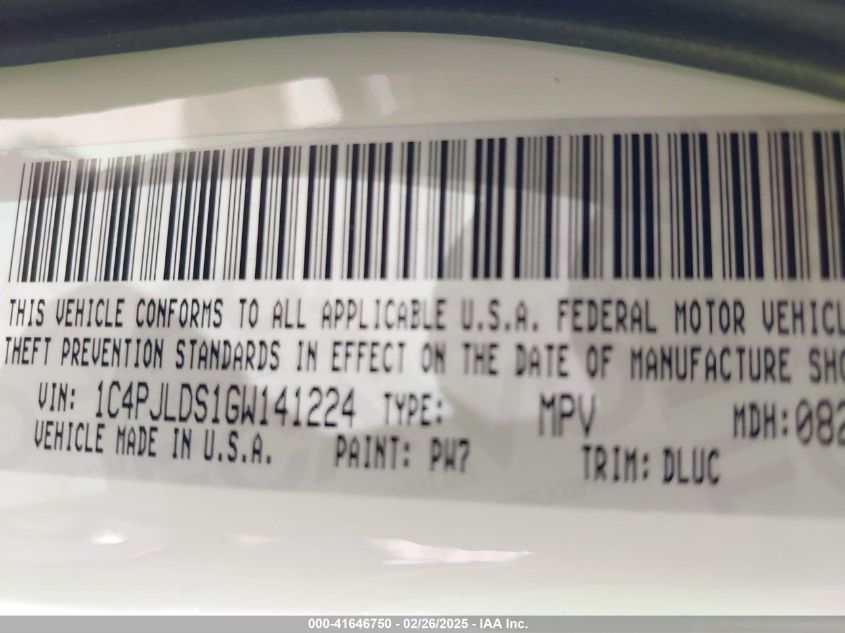 THIS VEHICLE CONFORMS TO ALL APPLICABLE U.S.A. FEDERAL MOTOR VEHICL
THEFT PREVENTION STANDARDS IN EFFECT ON THE DATE OF MANUFACTURE SHO
VIN: 1C4PJLDS1GW141224 TYPE: MPV MDH:082
VEHICLE MADE IN U.S.A. PAINT: PW7 TRIM: DLUC
000-41646750 - 02/26/2025 - IAA Inc.